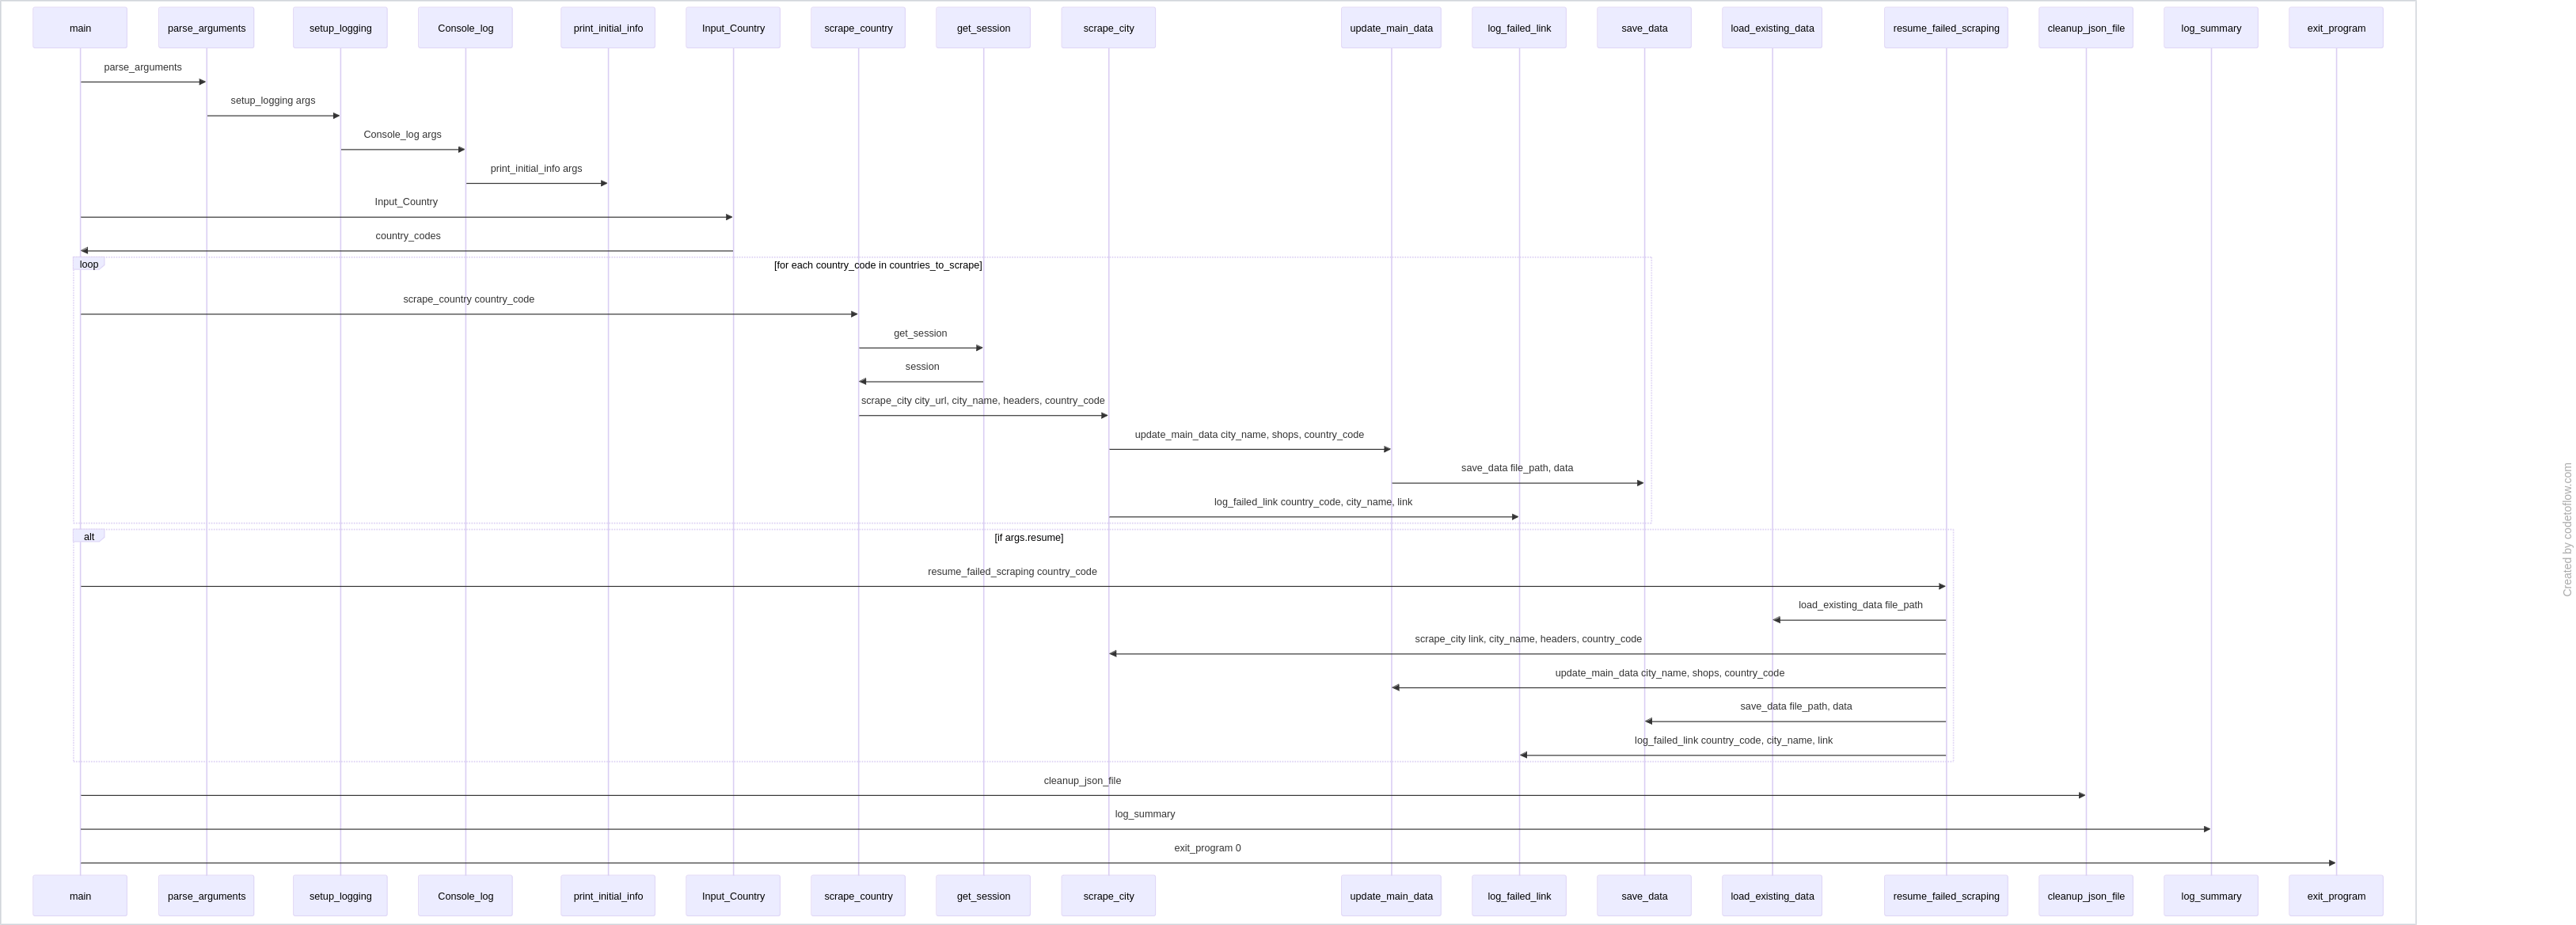 main
parse_arguments
setup_logging
Console_log
print_initial_info
Input_Country
scrape_country
get_session
scrape_city
update_main_data
log_failed_link
save_data
load_existing_data
resume_failed_scraping
cleanup_json_file
log_summary
exit_program
parse_arguments
setup_logging args
Console_log args
print_initial_info args
Input_Country
country_codes
loop
[for each country_code in countries_to_scrape]
scrape_country country_code
get_session
session
scrape_city city_url, city_name, headers, country_code
update_main_data city_name, shops, country_code
save_data file_path, data
log_failed_link country_code, city_name, link
alt
[if args.resume]
resume_failed_scraping country_code
load_existing_data file_path
scrape_city link, city_name, headers, country_code
update_main_data city_name, shops, country_code
save_data file_path, data
log_failed_link country_code, city_name, link
cleanup_json_file
log_summary
exit_program 0
main
parse_arguments
setup_logging
Console_log
print_initial_info
Input_Country
scrape_country
get_session
scrape_city
update_main_data
log_failed_link
save_data
load_existing_data
resume_failed_scraping
cleanup_json_file
log_summary
exit_program
Created by codetoflow.com